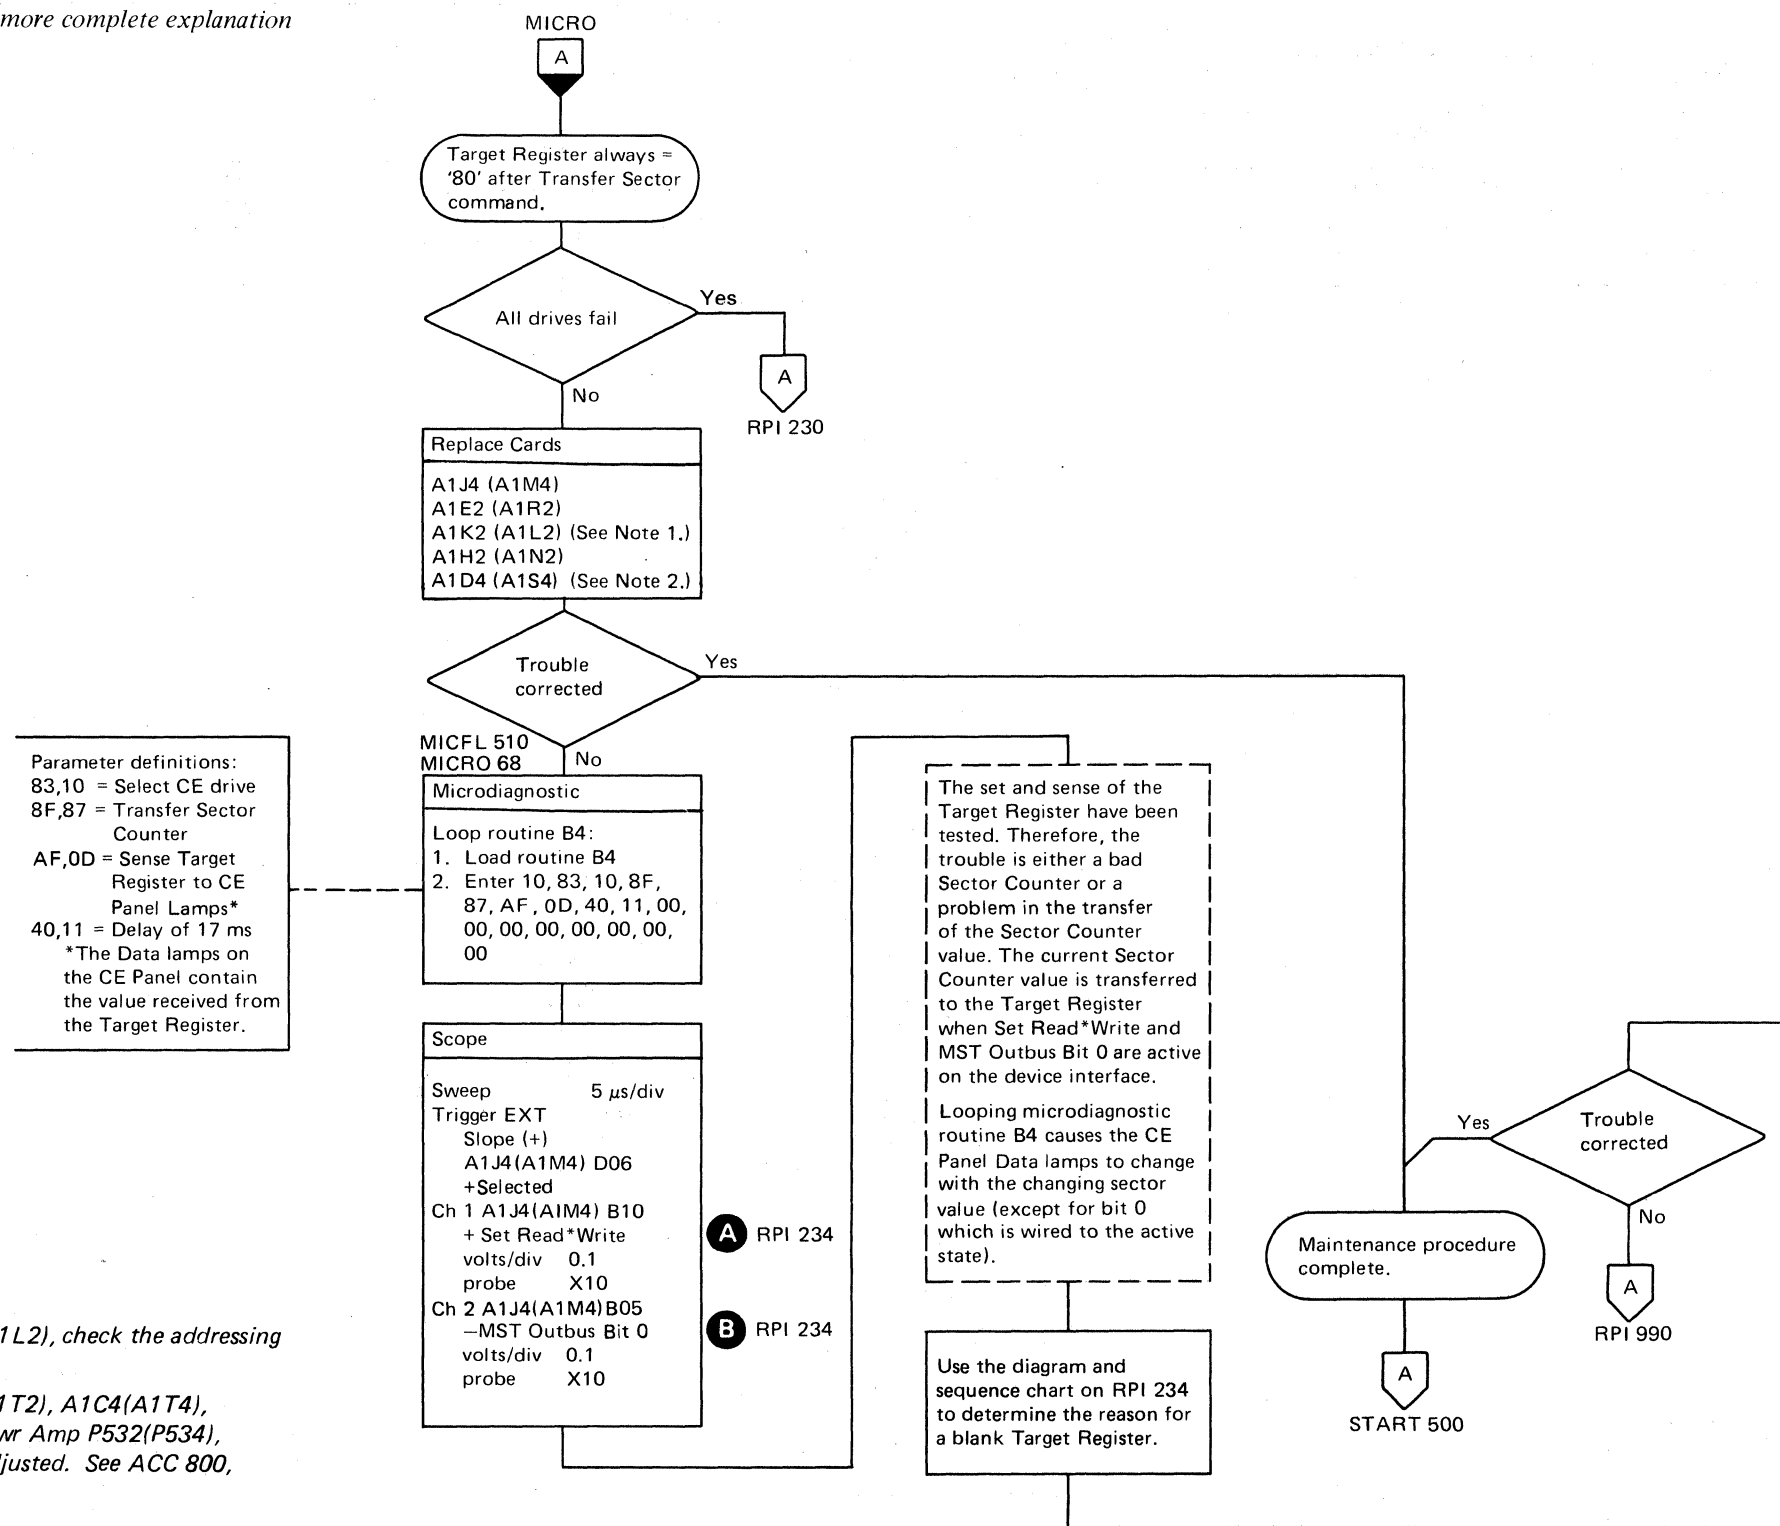 more complete explanation
MICRO
A
Target Register always =
'80' after Transfer Sector
command.
All drives fail
Yes
A
RPI 230
No
Replace Cards
A1J4 (A1M4)
A1E2 (A1R2)
A1K2 (A1L2) (See Note 1.)
A1H2 (A1N2)
A1D4 (A1S4) (See Note 2.)
Trouble
corrected
Yes
No
MICFL 510
MICRO 68
Microdiagnostic
Loop routine B4:
1. Load routine B4
2. Enter 10, 83, 10, 8F,
87, AF, 0D, 40, 11, 00,
00, 00, 00, 00, 00, 00,
00
Parameter definitions:
83,10 = Select CE drive
8F,87 = Transfer Sector
Counter
AF,0D = Sense Target
Register to CE
Panel Lamps*
40,11 = Delay of 17 ms
*The Data lamps on
the CE Panel contain
the value received from
the Target Register.
Scope
Sweep 5 μs/div
Trigger EXT
Slope (+)
A1J4(A1M4) D06
+Selected
Ch 1 A1J4(AIM4) B10
+ Set Read*Write
volts/div 0.1
probe X10
Ch 2 A1J4(A1M4)B05
—MST Outbus Bit 0
volts/div 0.1
probe X10
A RPI 234
B RPI 234
The set and sense of the
Target Register have been
tested. Therefore, the
trouble is either a bad
Sector Counter or a
problem in the transfer
of the Sector Counter
value. The current Sector
Counter value is transferred
to the Target Register
when Set Read*Write and
MST Outbus Bit 0 are active
on the device interface.
Looping microdiagnostic
routine B4 causes the CE
Panel Data lamps to change
with the changing sector
value (except for bit 0
which is wired to the active
state).
Use the diagram and
sequence chart on RPI 234
to determine the reason for
a blank Target Register.
Trouble
corrected
Yes
No
A
RPI 990
Maintenance procedure
complete.
A
START 500
1L2), check the addressing
1T2), A1C4(A1T4),
wr Amp P532(P534),
justed. See ACC 800,